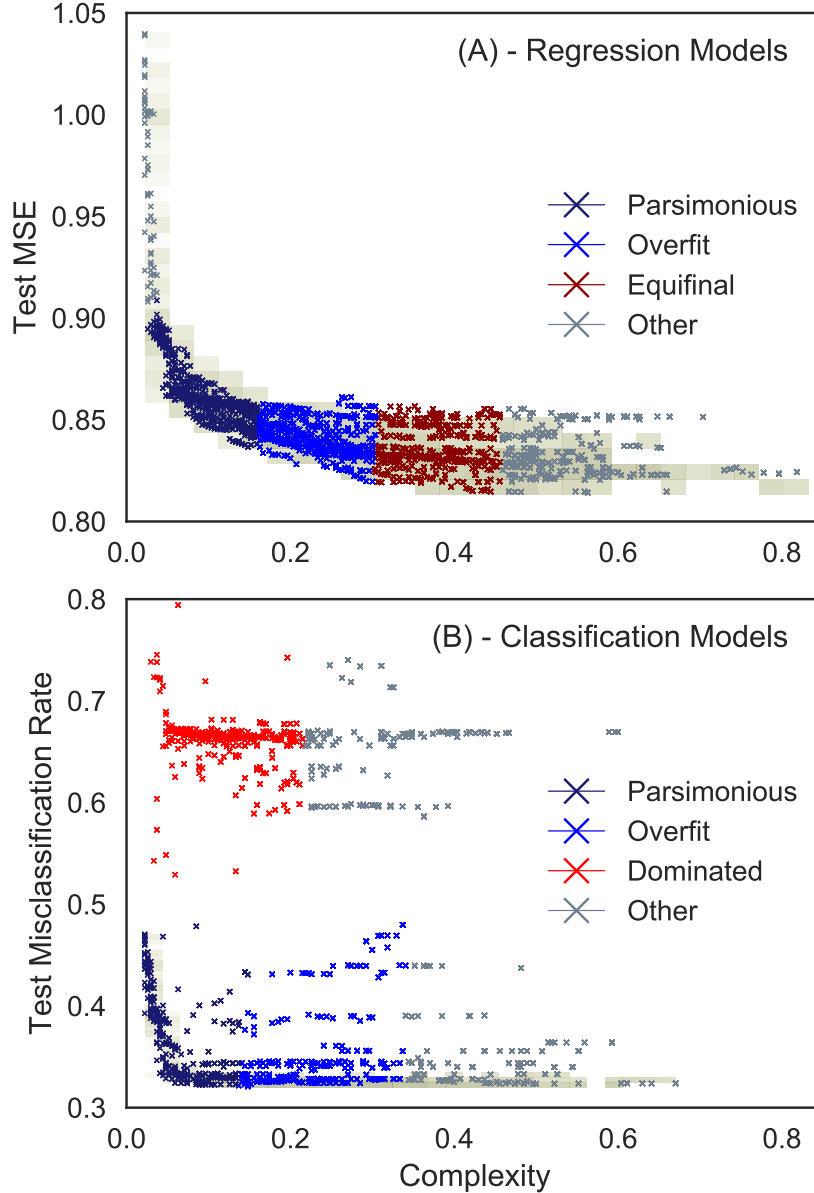 (A) - Regression Models
Test MSE
1.05
1.00
0.95
0.90
0.85
0.80
Parsimonious
Overfit
Equifinal
Other
0.0 0.2 0.4 0.6 0.8
(B) - Classification Models
Test Misclassification Rate
0.8
0.7
0.6
0.5
0.4
0.3
Parsimonious
Overfit
Dominated
Other
0.0 0.2 0.4 0.6 0.8
Complexity